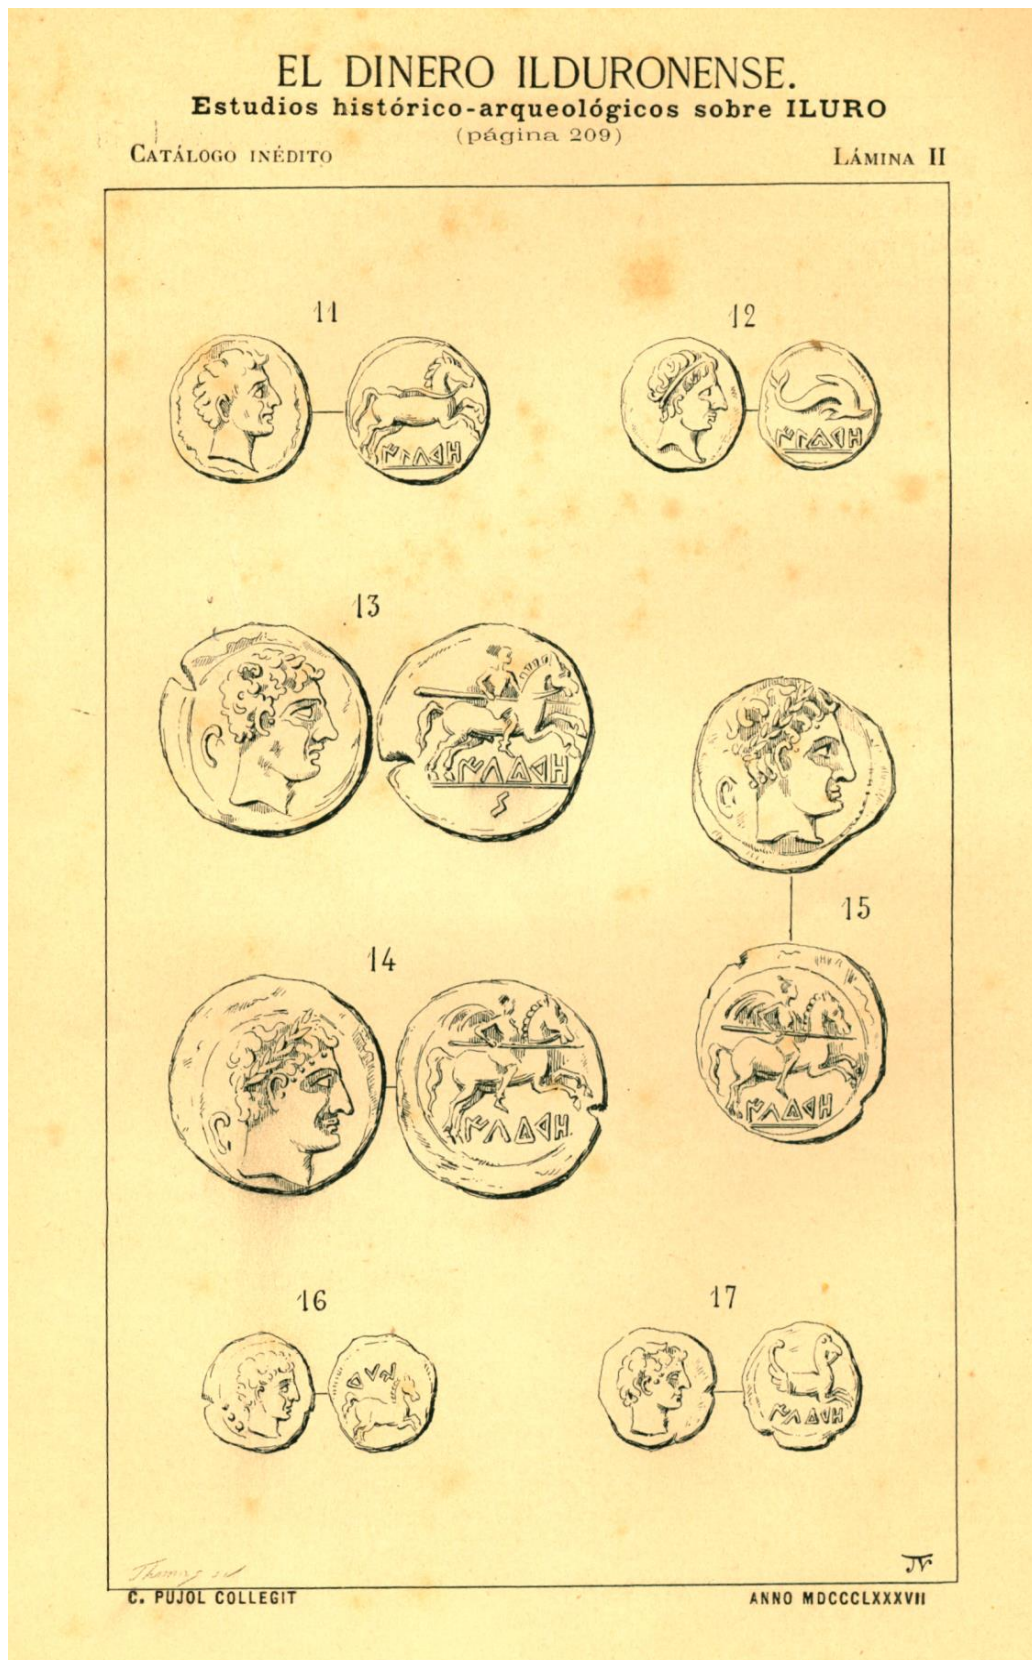 EL DINERO ILDURONENSE.
Estudios histórico-arqueológicos sobre ILURO
(página 209)
CATÁLOGO INÉDITO
LÁMINA II
11
12
13
15
14
16
17
C. PUJOL COLLEGIT
ANNO MDCCCLXXXVII